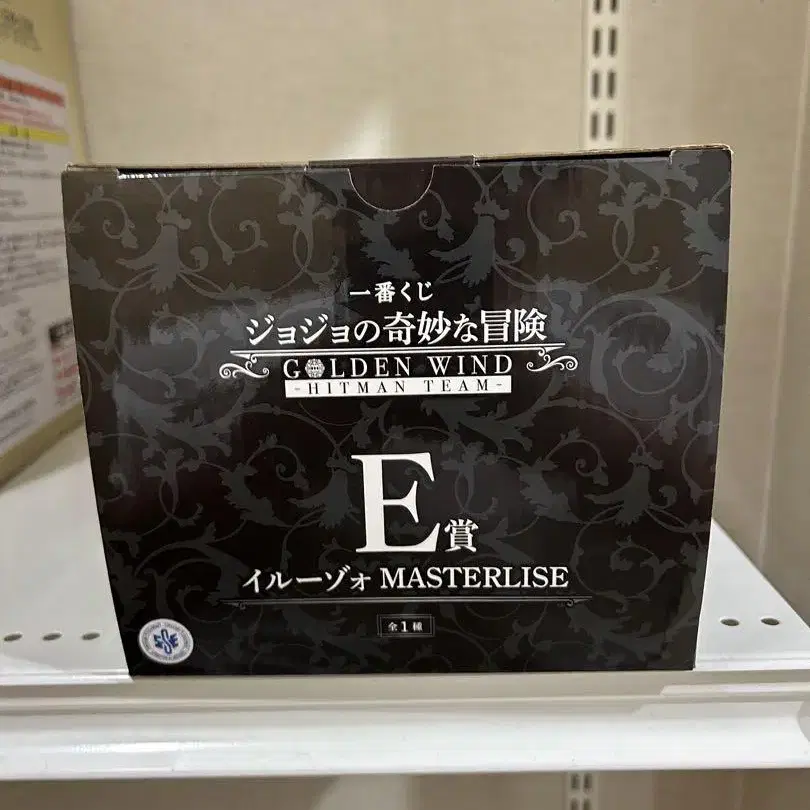 一番くじ
ジョジョの奇妙な冒険
GOLDEN WIND
-HITMAN TEAM-
E賞
イルーゾォ MASTERLISE
全1種